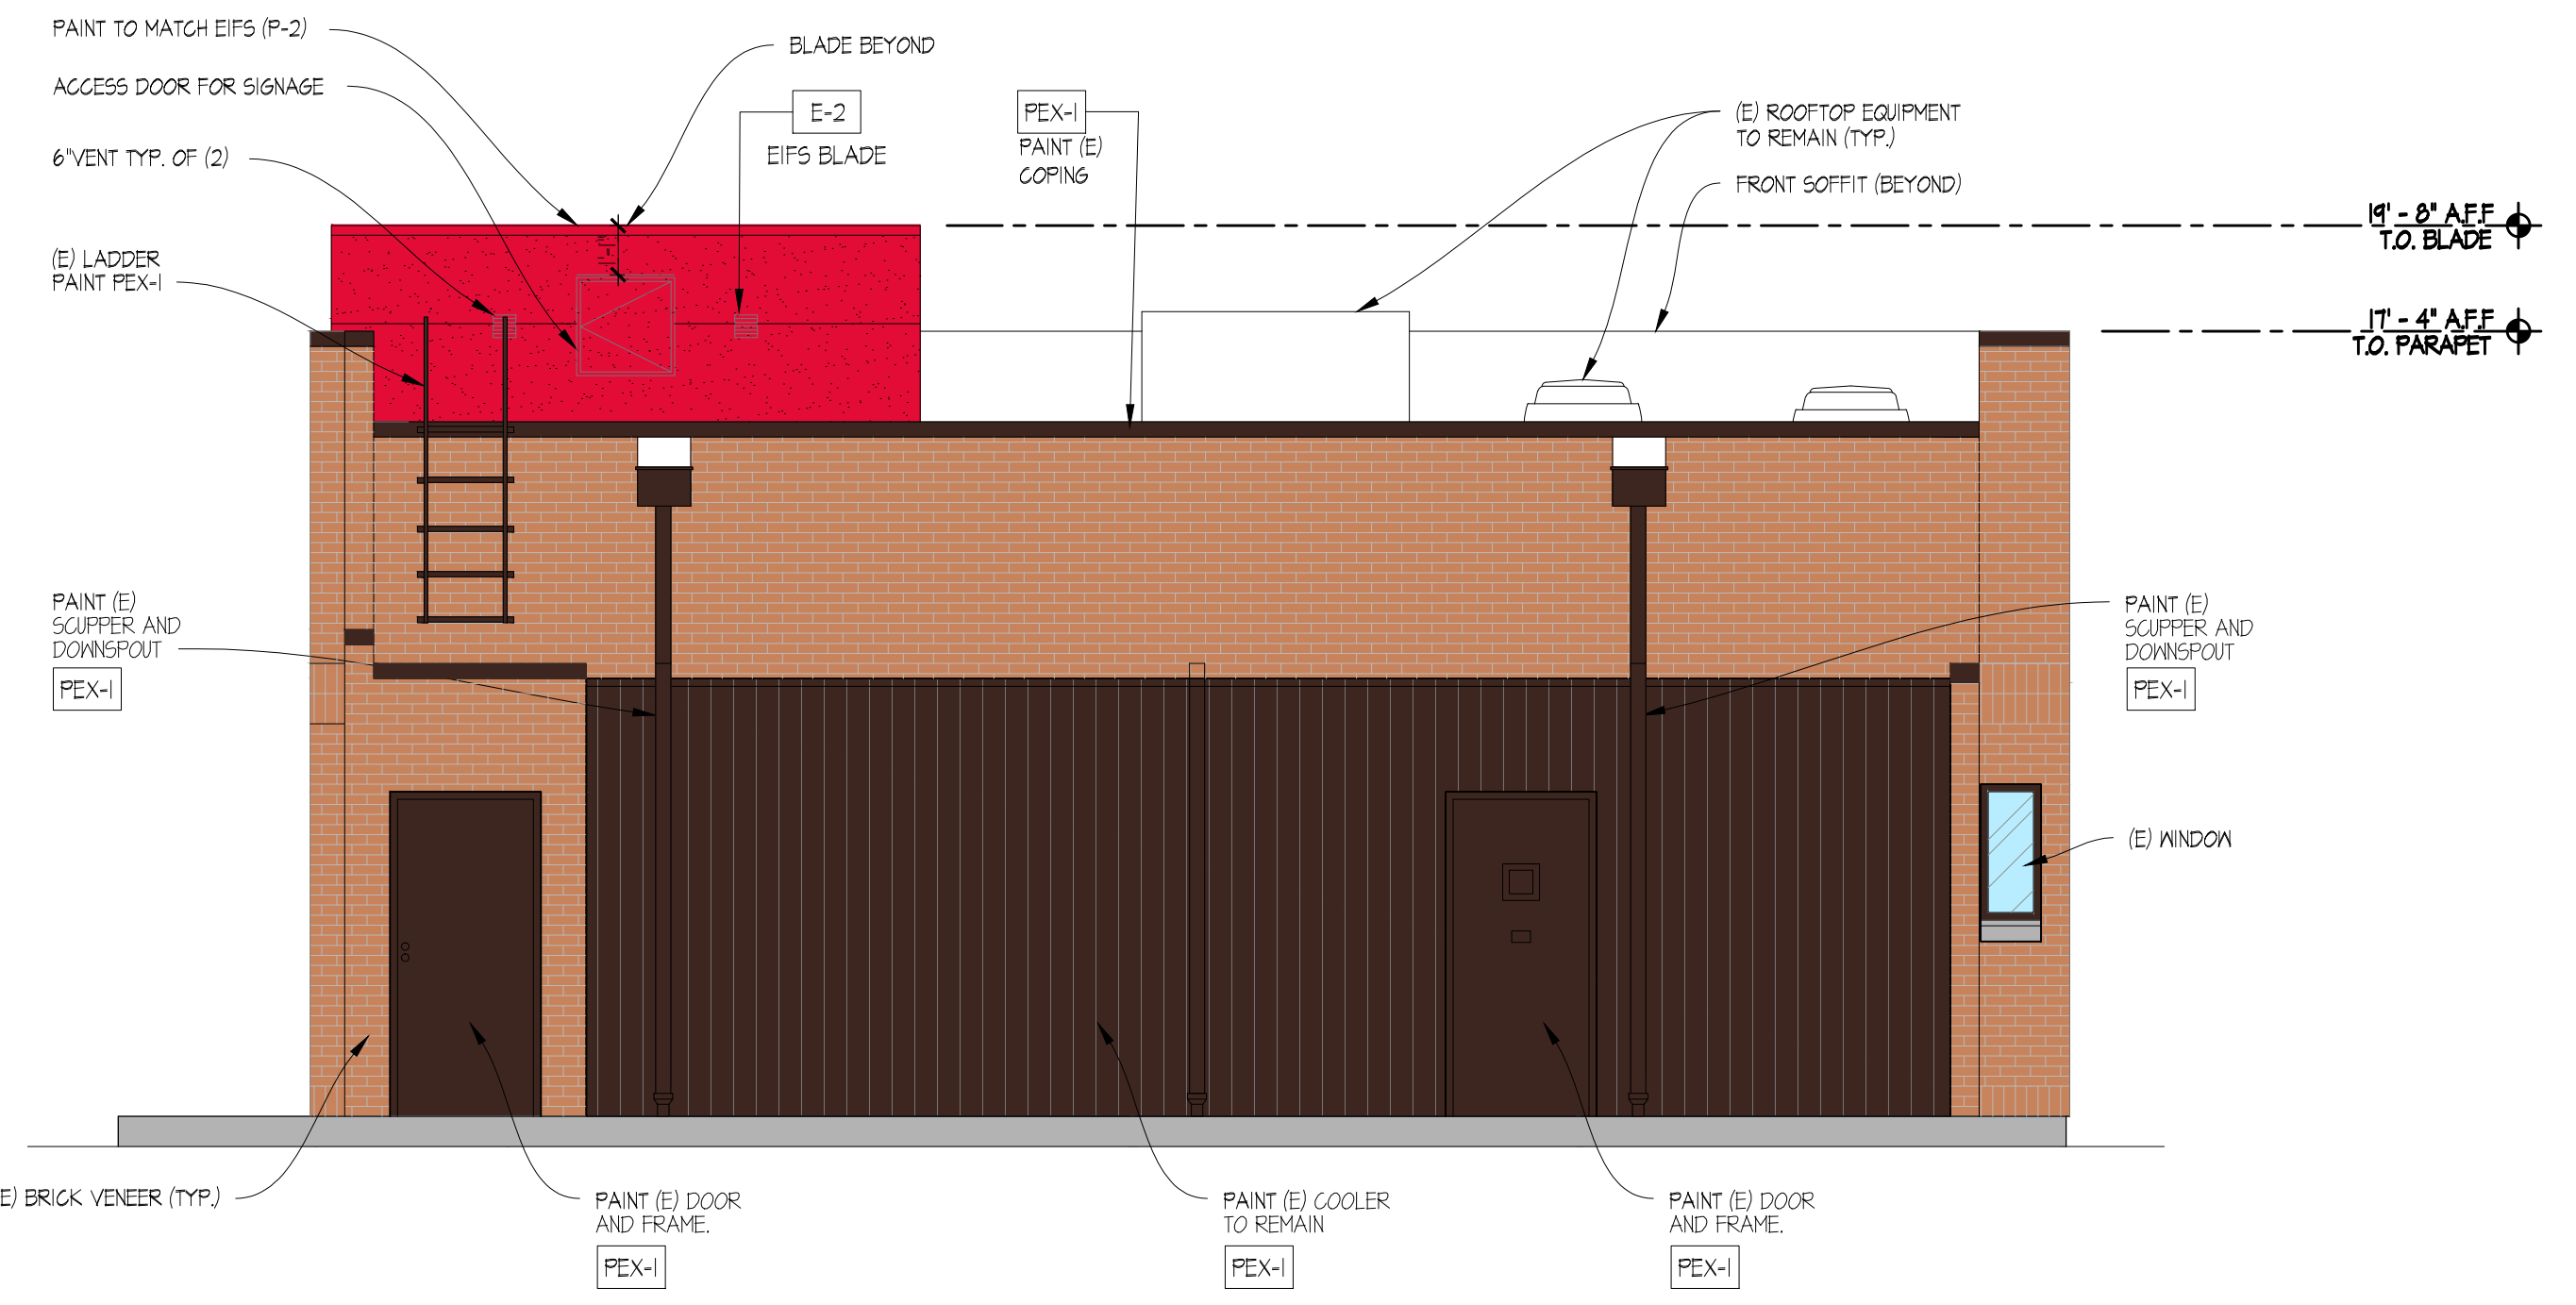 PAINT TO MATCH EIFS (P-2)
BLADE BEYOND
ACCESS DOOR FOR SIGNAGE
E-2
EIFS BLADE
PEX-1
PAINT (E)
COPING
(E) ROOFTOP EQUIPMENT
TO REMAIN (TYP.)
6"VENT TYP. OF (2)
FRONT SOFFIT (BEYOND)
19' - 8" A.F.F
T.O. BLADE
(E) LADDER
PAINT PEX-1
17' - 4" A.F.F
T.O. PARAPET
PAINT (E)
SCUPPER AND
DOWNSPOUT
PEX-1
PAINT (E)
SCUPPER AND
DOWNSPOUT
PEX-1
(E) WINDOW
E) BRICK VENEER (TYP.)
PAINT (E) DOOR
AND FRAME.
PEX-1
PAINT (E) COOLER
TO REMAIN
PEX-1
PAINT (E) DOOR
AND FRAME.
PEX-1